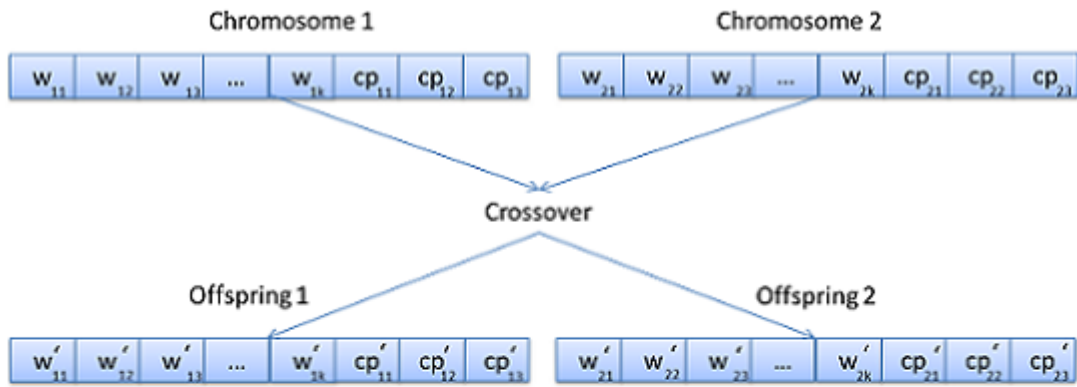 Chromosome 1 Chromosome 2
w₁₁ w₁₂ w₁₃ ... w₁ₖ cp₁₁ cp₁₂ cp₁₃ w₂₁ w₂₂ w₂₃ ... w₂ₖ cp₂₁ cp₂₂ cp₂₃
Crossover
Offspring 1 Offspring 2
w′₁₁ w′₁₂ w′₁₃ ... w′₁ₖ cp′₁₁ cp′₁₂ cp′₁₃ w′₂₁ w′₂₂ w′₂₃ ... w′₂ₖ cp′₂₁ cp′₂₂ cp′₂₃